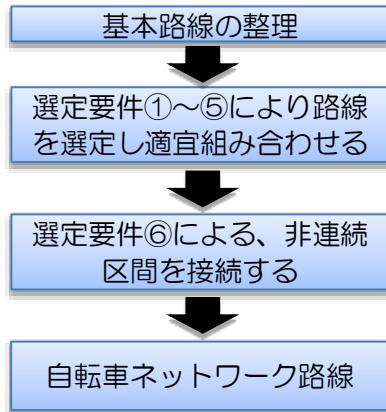 基本路線の整理
選定要件①～⑤により路線
を選定し適宜組み合わせる
選定要件⑥による、非連続
区間を接続する
自転車ネットワーク路線